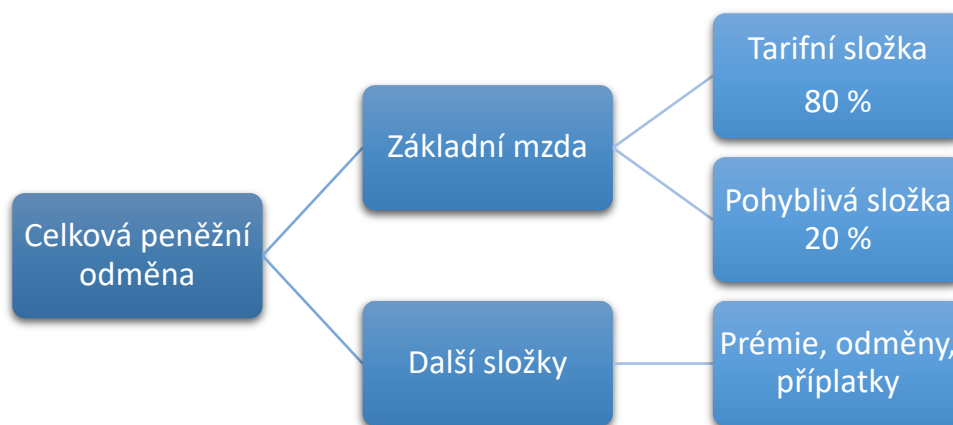 Celková peněžní
odměna
Základní mzda
Tarifní složka
80 %
Pohyblivá složka
20 %
Další složky
Prémie, odměny,
příplatky